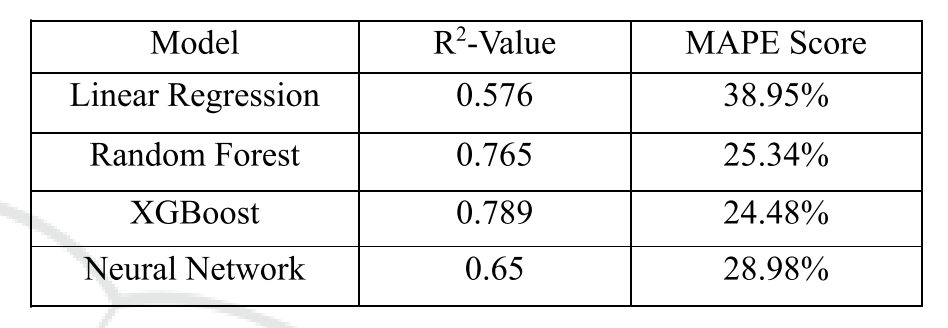 Model R²-Value MAPE Score
Linear Regression 0.576 38.95%
Random Forest 0.765 25.34%
XGBoost 0.789 24.48%
Neural Network 0.65 28.98%